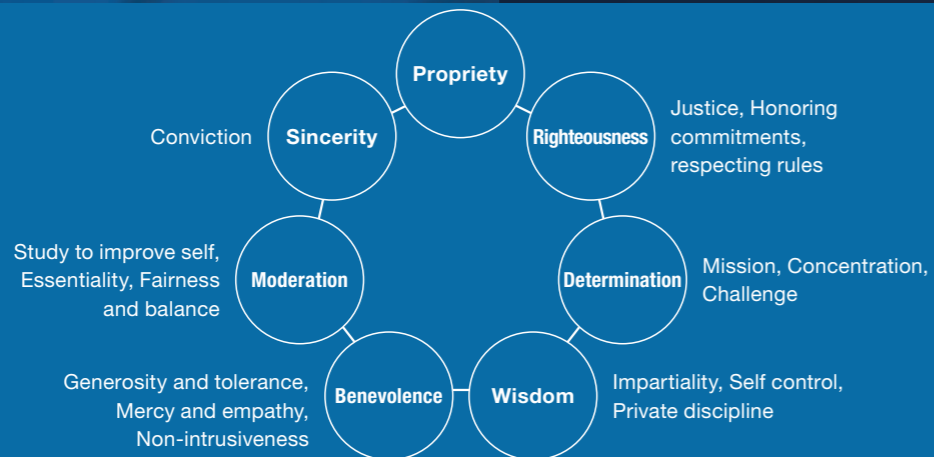 Propriety
Sincerity
Conviction
Righteousness
Justice, Honoring
commitments,
respecting rules
Moderation
Study to improve self,
Essentiality, Fairness
and balance
Determination
Mission, Concentration,
Challenge
Benevolence
Generosity and tolerance,
Mercy and empathy,
Non-intrusiveness
Wisdom
Impartiality, Self control,
Private discipline